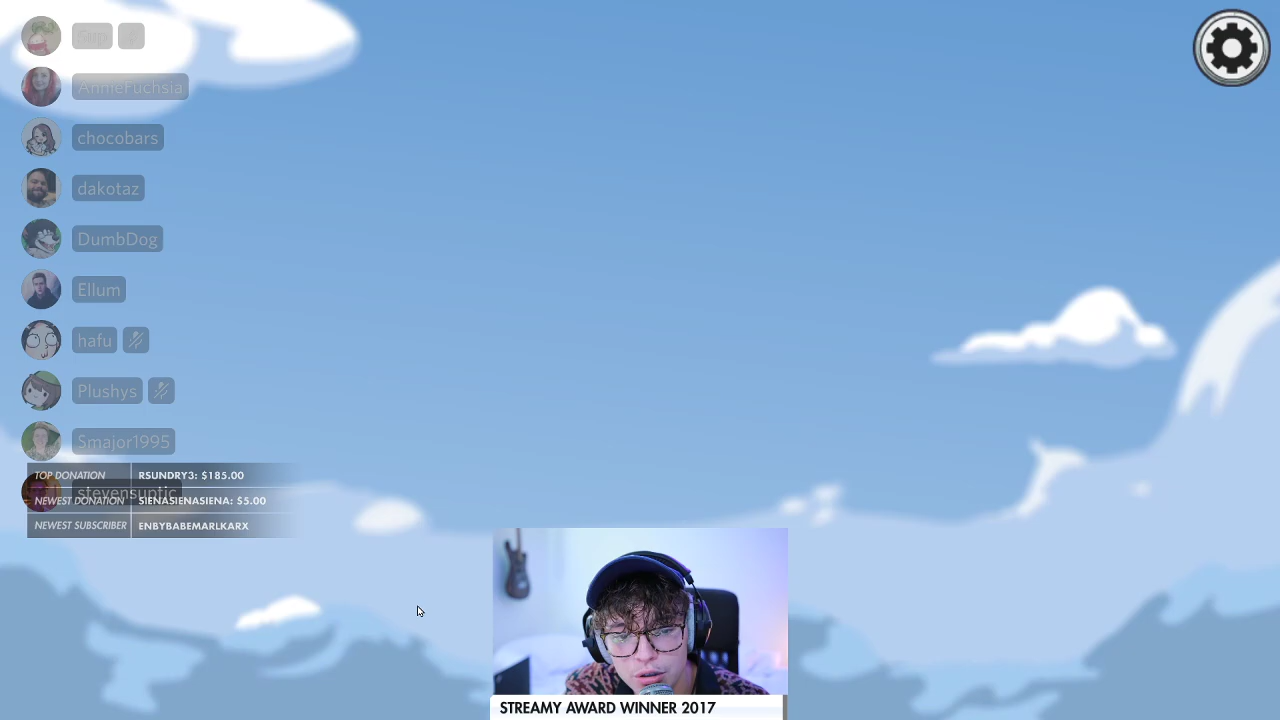 AnnieFuchsia
chocobars
dakotaz
DumbDog
Ellum
hafu
Plushys
Smajor1995
stevensuptic
TOP DONATION RSUNDRY3: $185.00
NEWEST DONATION SIENASIENASIENA: $5.00
NEWEST SUBSCRIBER ENBYBABEMARLKARX
STREAMY AWARD WINNER 2017